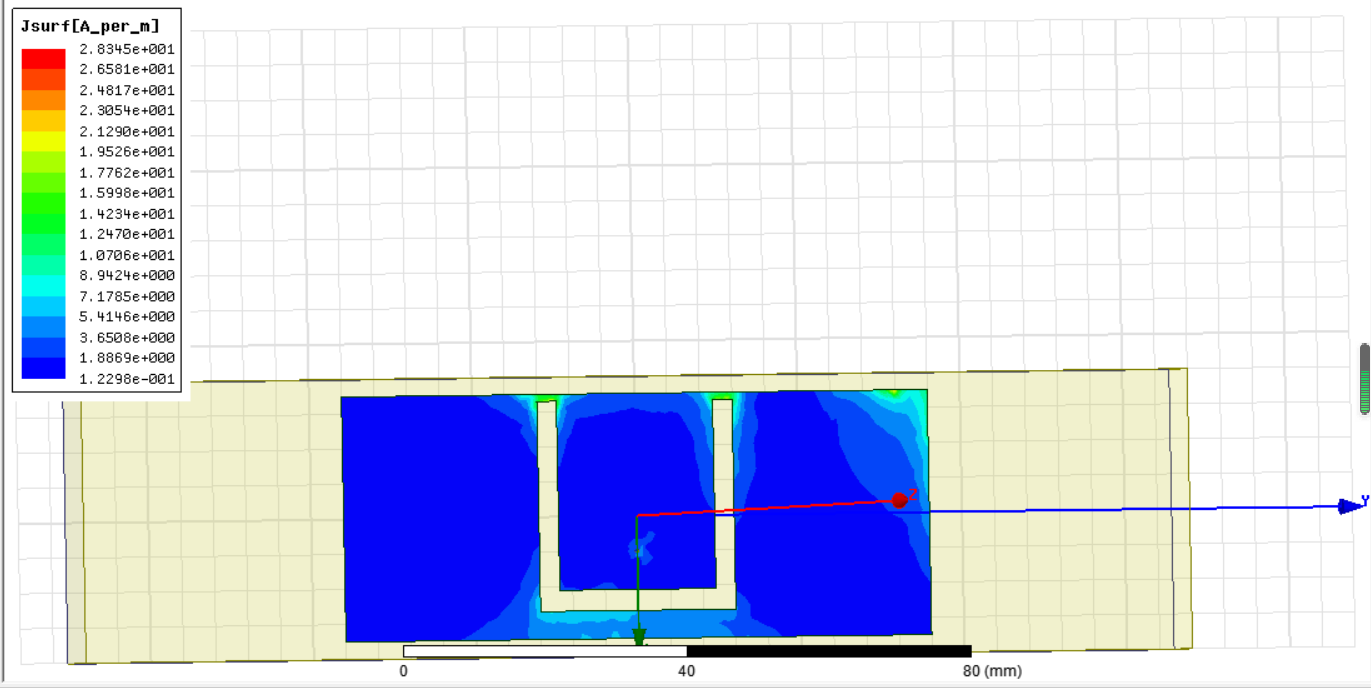 Jsurf[A_per_m]
2.8345e+001
2.6581e+001
2.4817e+001
2.3054e+001
2.1290e+001
1.9526e+001
1.7762e+001
1.5998e+001
1.4234e+001
1.2470e+001
1.0706e+001
8.9424e+000
7.1785e+000
5.4146e+000
3.6508e+000
1.8869e+000
1.2298e-001
Y
0 40 80 (mm)